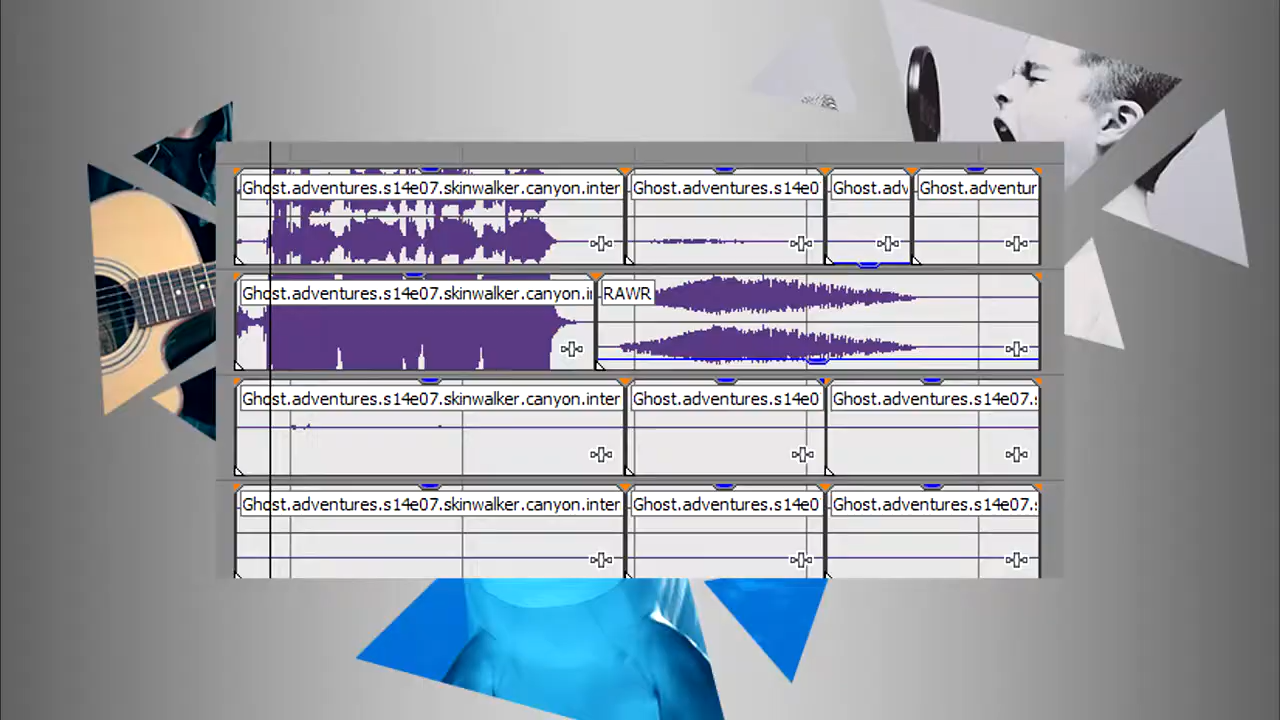 Ghost.adventures.s14e07.skinwalker.canyon.inter Ghost.adventures.s14e0 Ghost.adv Ghost.adventur
Ghost.adventures.s14e07.skinwalker.canyon.i RAWR
Ghost.adventures.s14e07.skinwalker.canyon.inter Ghost.adventures.s14e0 Ghost.adventures.s14e07.s
Ghost.adventures.s14e07.skinwalker.canyon.inter Ghost.adventures.s14e0 Ghost.adventures.s14e07.s